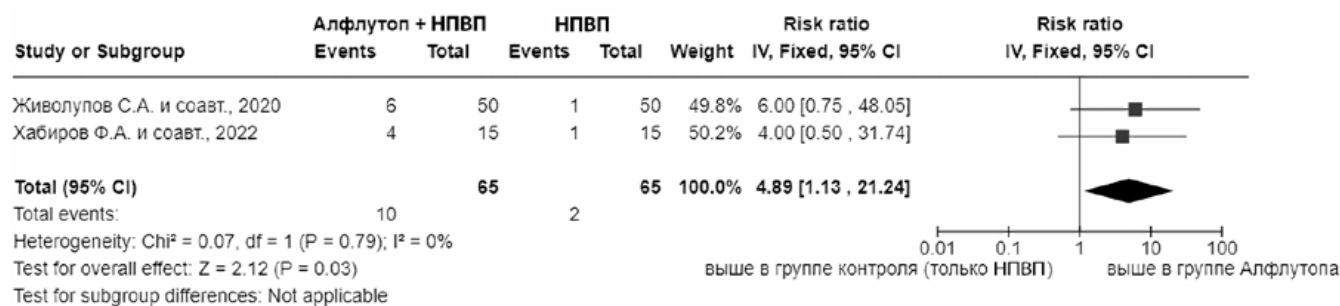 Алфлутоп + НПВП НПВП Risk ratio Risk ratio
Study or Subgroup Events Total Events Total Weight IV, Fixed, 95% CI IV, Fixed, 95% CI
Живолупов С.А. и соавт., 2020 6 50 1 50 49.8% 6.00 [0.75 , 48.05]
Хабиров Ф.А. и соавт., 2022 4 15 1 15 50.2% 4.00 [0.50 , 31.74]
Total (95% CI) 65 65 100.0% 4.89 [1.13 , 21.24]
Total events: 10 2
Heterogeneity: Chi² = 0.07, df = 1 (P = 0.79); I² = 0%
0.01 0.1 1 10 100
Test for overall effect: Z = 2.12 (P = 0.03)
выше в группе контроля (только НПВП) выше в группе Алфлутопа
Test for subgroup differences: Not applicable